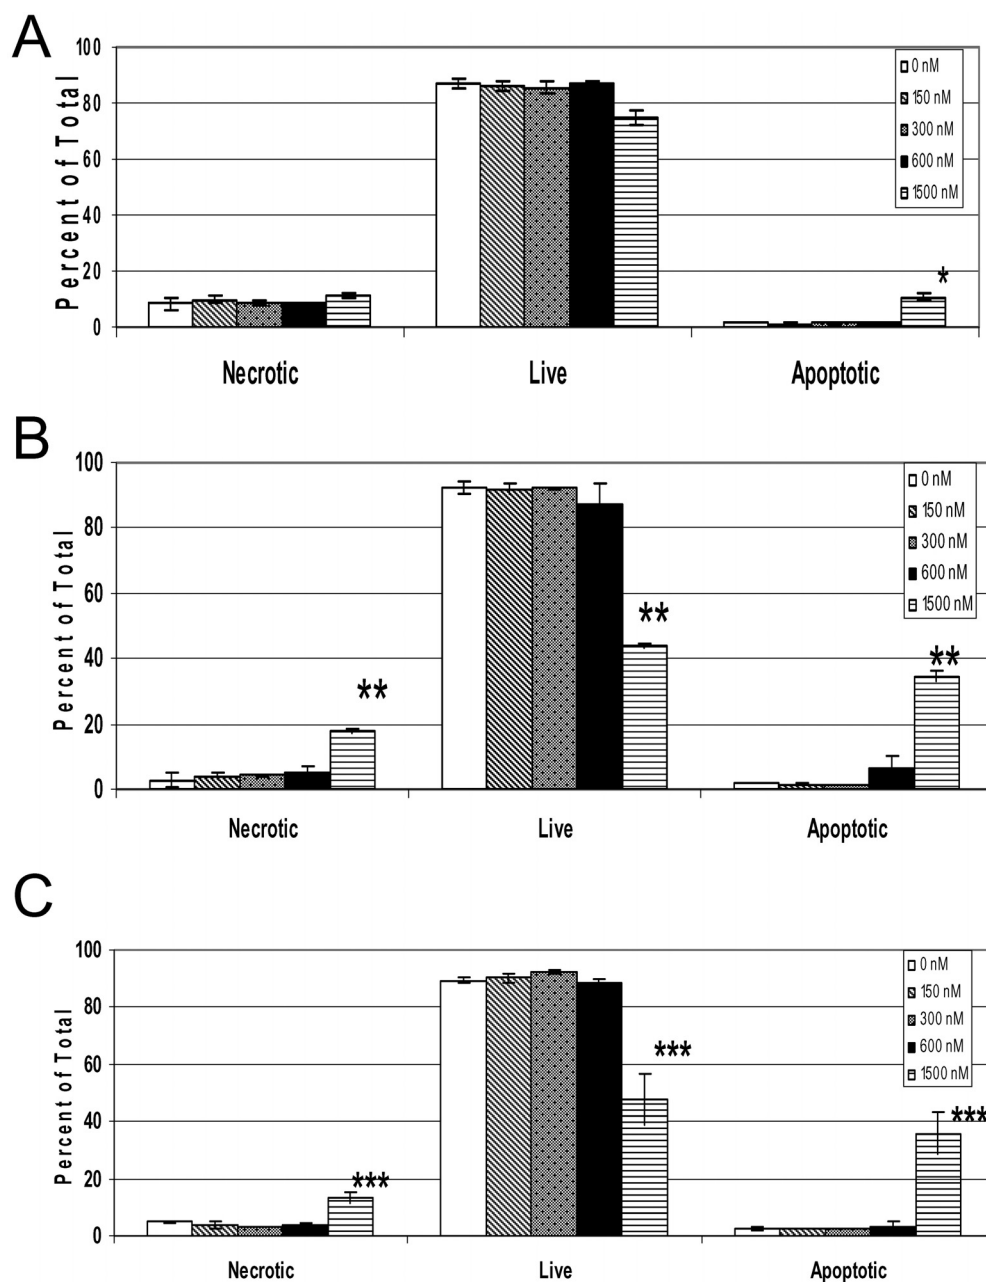 A
Percent of Total
100
80
60
40
20
0
0 nM
150 nM
300 nM
600 nM
1500 nM
*
Necrotic Live Apoptotic
B
Percent of Total
100
80
60
40
20
0
0 nM
150 nM
300 nM
600 nM
1500 nM
**
**
**
Necrotic Live Apoptotic
C
Percent of Total
100
80
60
40
20
0
0 nM
150 nM
300 nM
600 nM
1500 nM
***
***
***
Necrotic Live Apoptotic